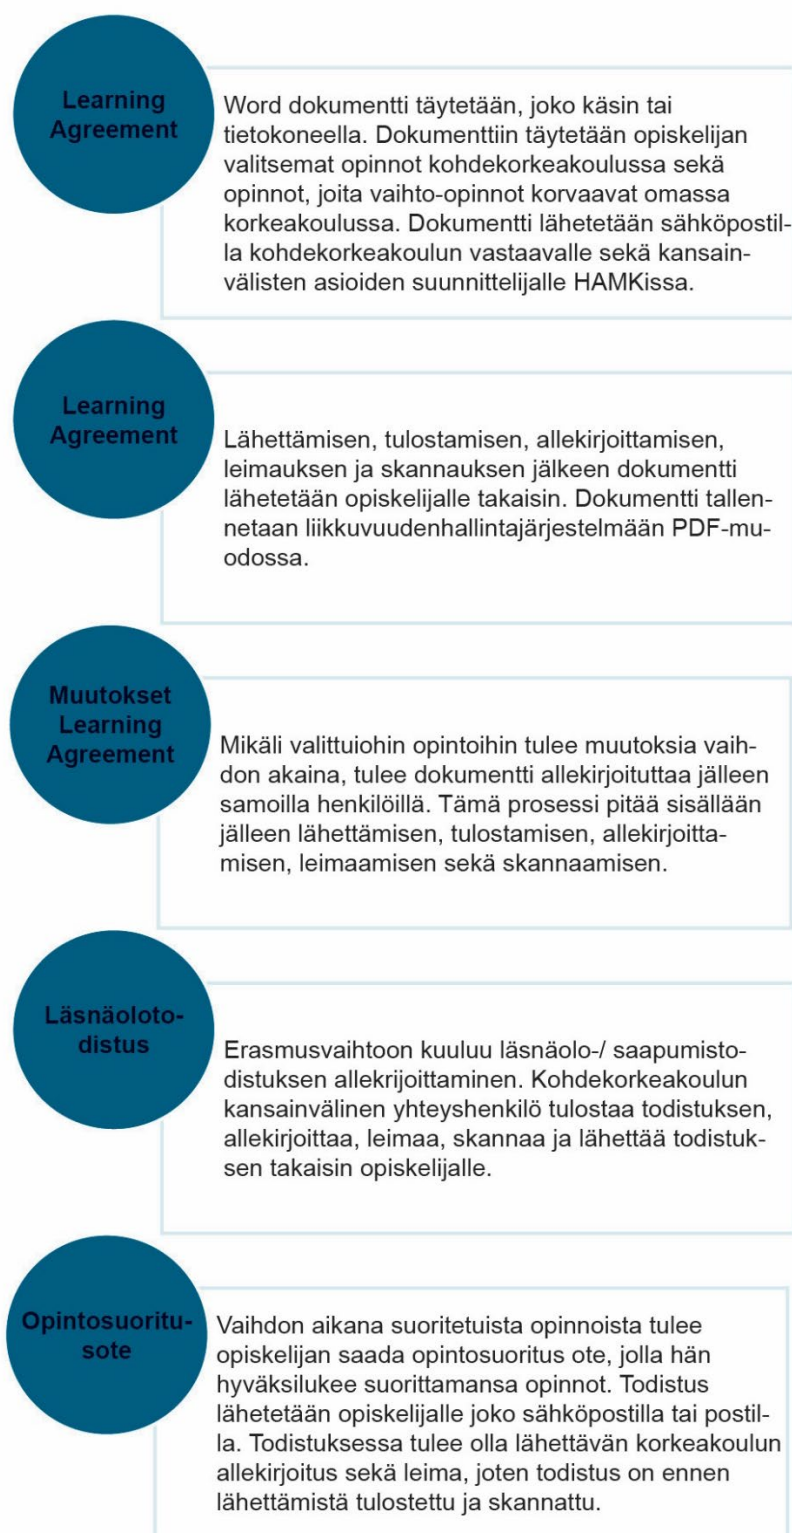 Learning
Agreement
Word dokumentti täytetään, joko käsin tai
tietokoneella. Dokumenttiin täytetään opiskelijan
valitsemat opinnot kohdekorkeakoulussa sekä
opinnot, joita vaihto-opinnot korvaavat omassa
korkeakoulussa. Dokumentti lähetetään sähköpostil-
la kohdekorkeakoulun vastaavalle sekä kansain-
välisten asioiden suunnittelijalle HAMKissa.
Learning
Agreement
Lähettämisen, tulostamisen, allekirjoittamisen,
leimauksen ja skannauksen jälkeen dokumentti
lähetetään opiskelijalle takaisin. Dokumentti tallen-
netaan liikkuvuudenhallintajärjestelmään PDF-mu-
odossa.
Muutokset
Learning
Agreement
Mikäli valittuiohin opintoihin tulee muutoksia vaih-
don akaina, tulee dokumentti allekirjoituttaa jälleen
samoilla henkilöillä. Tämä prosessi pitää sisällään
jälleen lähettämisen, tulostamisen, allekirjoitta-
misen, leimaamisen sekä skannaamisen.
Läsnäoloto-
distus
Erasmusvaihtoon kuuluu läsnäolo-/ saapumisto-
distuksen allekrijoittaminen. Kohdekorkeakoulun
kansainvälinen yhteyshenkilö tulostaa todistuksen,
allekirjoittaa, leimaa, skannaa ja lähettää todistuk-
sen takaisin opiskelijalle.
Opintosuoritu-
sote
Vaihdon aikana suoritetuista opinnoista tulee
opiskelijan saada opintosuoritus ote, jolla hän
hyväksilukee suorittamansa opinnot. Todistus
lähetetään opiskelijalle joko sähköpostilla tai postil-
la. Todistuksessa tulee olla lähettävän korkeakoulun
allekirjoitus sekä leima, joten todistus on ennen
lähettämistä tulostettu ja skannattu.